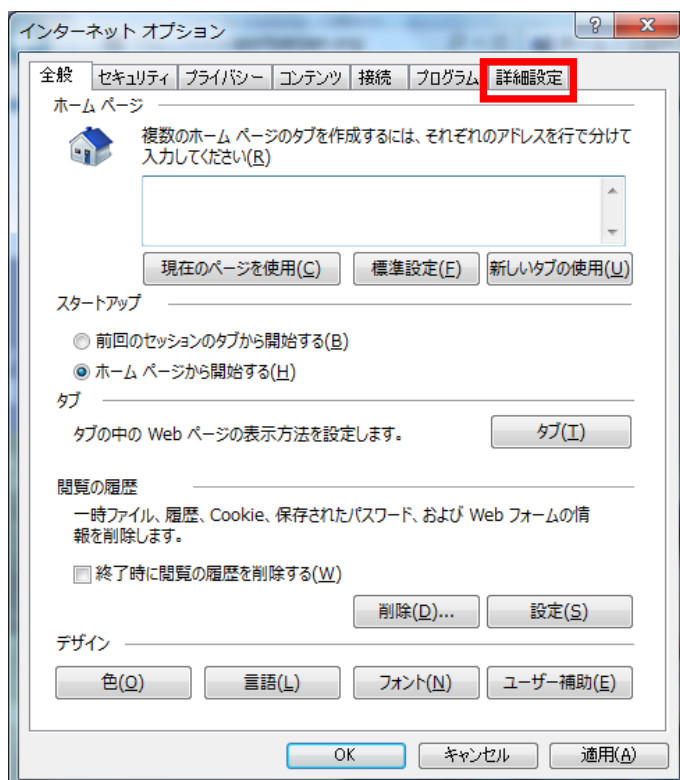 インターネット オプション
全般 セキュリティ プライバシー コンテンツ 接続 プログラム 詳細設定
ホーム ページ
複数のホーム ページのタブを作成するには、それぞれのアドレスを行で分けて
入力してください(R)
現在のページを使用(C) 標準設定(F) 新しいタブの使用(U)
スタートアップ
前回のセッションのタブから開始する(B)
ホーム ページから開始する(H)
タブ
タブの中の Web ページの表示方法を設定します。 タブ(T)
閲覧の履歴
一時ファイル、履歴、Cookie、保存されたパスワード、および Web フォームの情
報を削除します。
終了時に閲覧の履歴を削除する(W)
削除(D)... 設定(S)
デザイン
色(O) 言語(L) フォント(N) ユーザー補助(E)
OK キャンセル 適用(A)